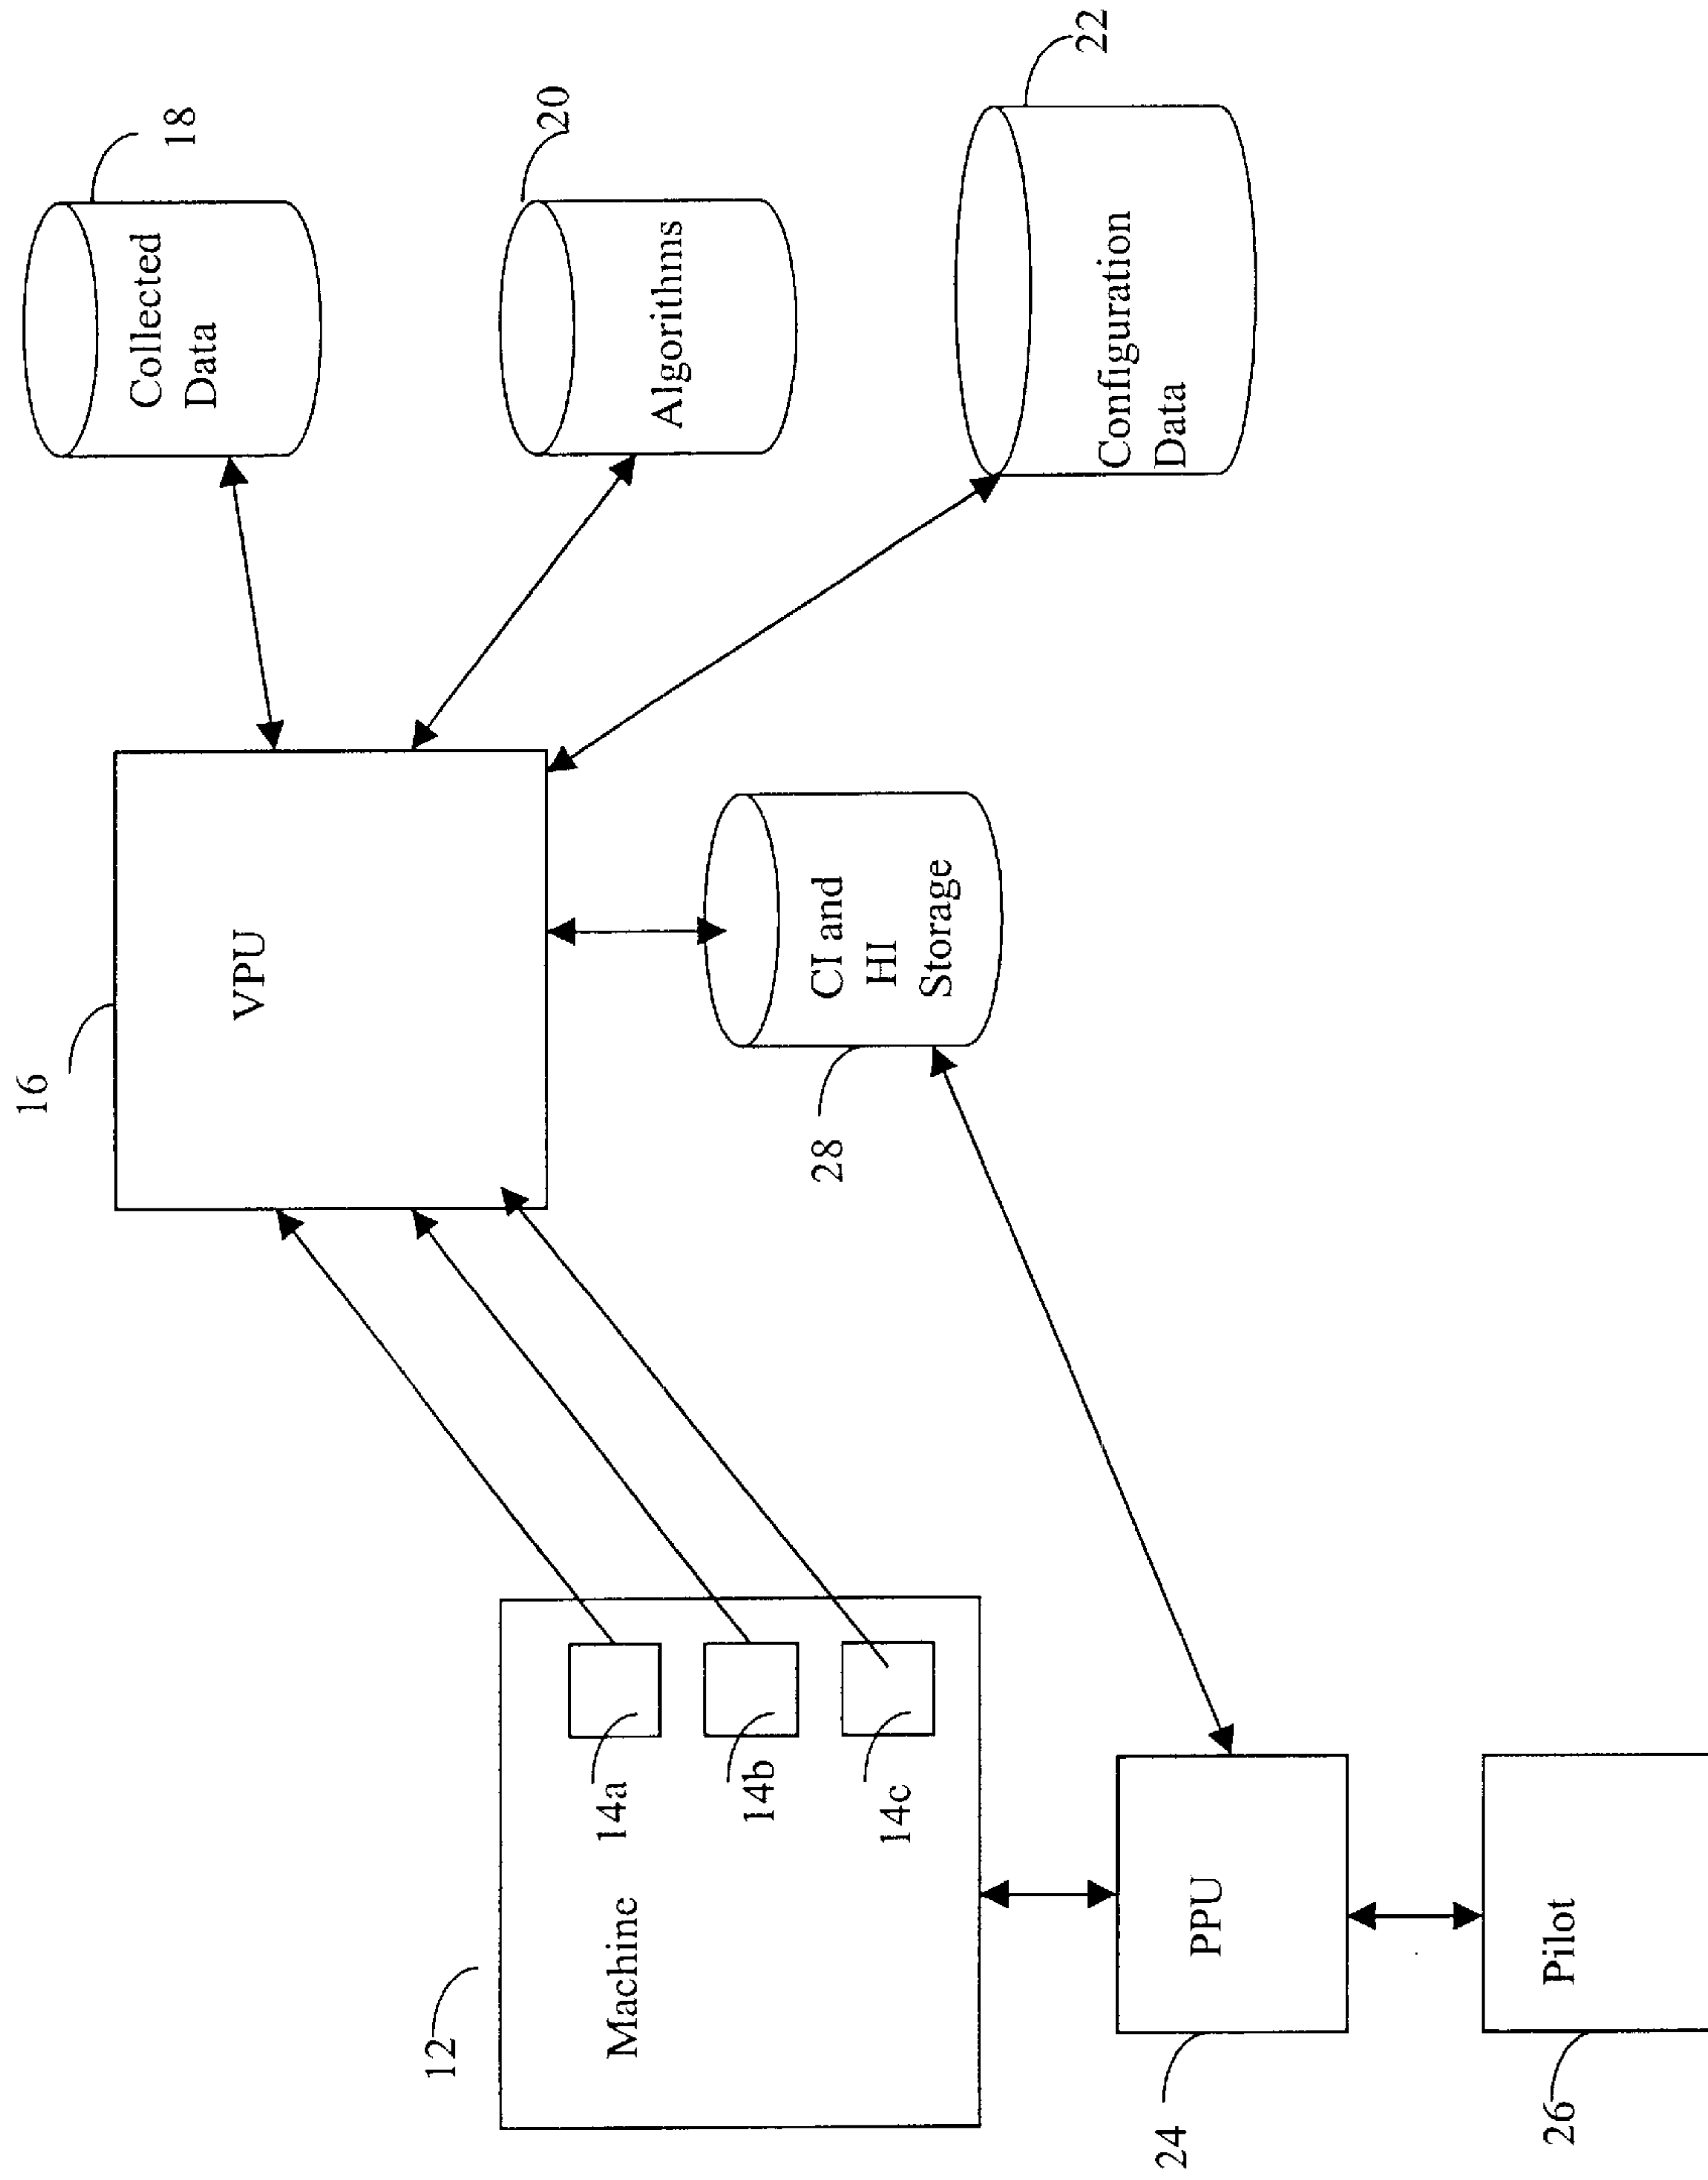 16
VPU
Collected
Data
18
20
Algorithms
12
Machine
14a
14b
14c
28
CI and
HI
Storage
22
Configuration
Data
24
PPU
26
Pilot